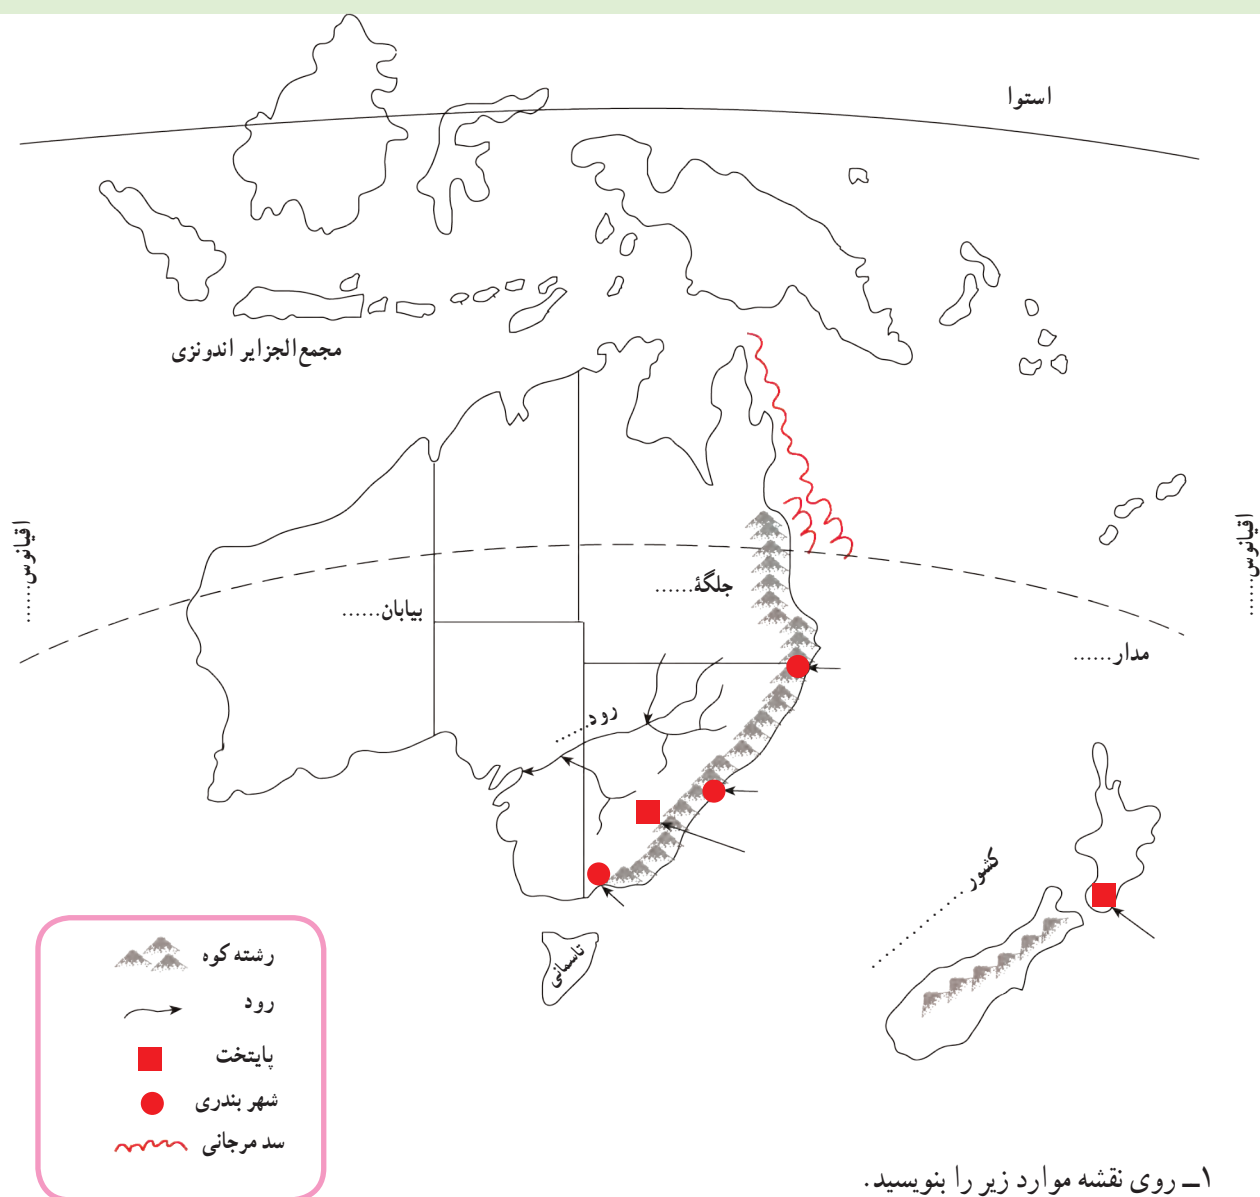 استوا
مجمع‌الجزایر اندونزی
اقیانوس......
اقیانوس......
جلگهٔ......
بیابان......
مدار......
رود......
کشور ............
تاسمانی
رشته کوه
رود
پایتخت
شهر بندری
سد مرجانی
۱ــ روی نقشه موارد زیر را بنویسید.